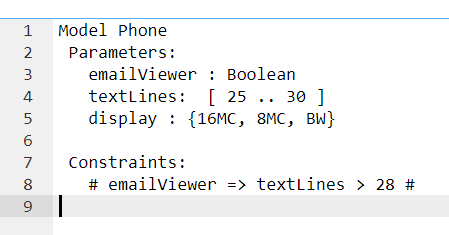 1 Model Phone
2 Parameters:
3 emailViewer : Boolean
4 textLines: [ 25 .. 30 ]
5 display : {16MC, 8MC, BW}
6
7 Constraints:
8 # emailViewer => textLines > 28 #
9